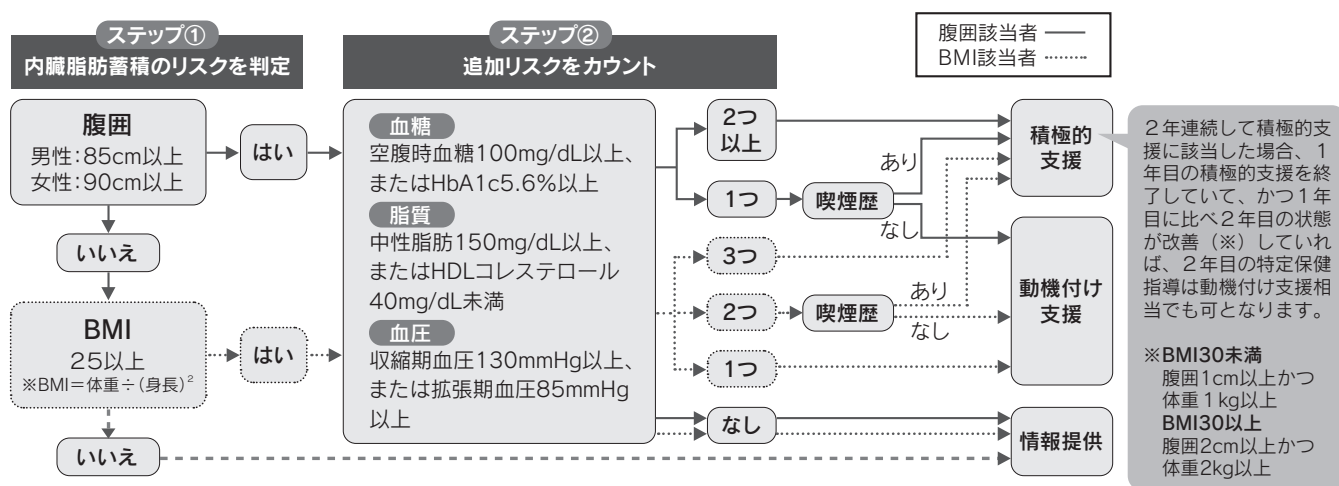 ステップ①
内臓脂肪蓄積のリスクを判定
腹囲
男性：85cm以上
女性：90cm以上
はい
いいえ
BMI
25以上
※BMI＝体重÷(身長)²
はい
いいえ
ステップ②
追加リスクをカウント
血糖
空腹時血糖100mg/dL以上、
またはHbA1c5.6%以上
脂質
中性脂肪150mg/dL以上、
またはHDLコレステロール
40mg/dL未満
血圧
収縮期血圧130mmHg以上、
または拡張期血圧85mmHg
以上
2つ
以上
1つ
喫煙歴
あり
なし
3つ
2つ
喫煙歴
あり
なし
1つ
なし
腹囲該当者
BMI該当者
積極的
支援
動機付け
支援
情報提供
２年連続して積極的支
援に該当した場合、１
年目の積極的支援を終
了していて、かつ１年
目に比べ２年目の状態
が改善（※）していれ
ば、２年目の特定保健
指導は動機付け支援相
当でも可となります。
※BMI30未満
腹囲1cm以上かつ
体重１kg以上
BMI30以上
腹囲2cm以上かつ
体重2kg以上